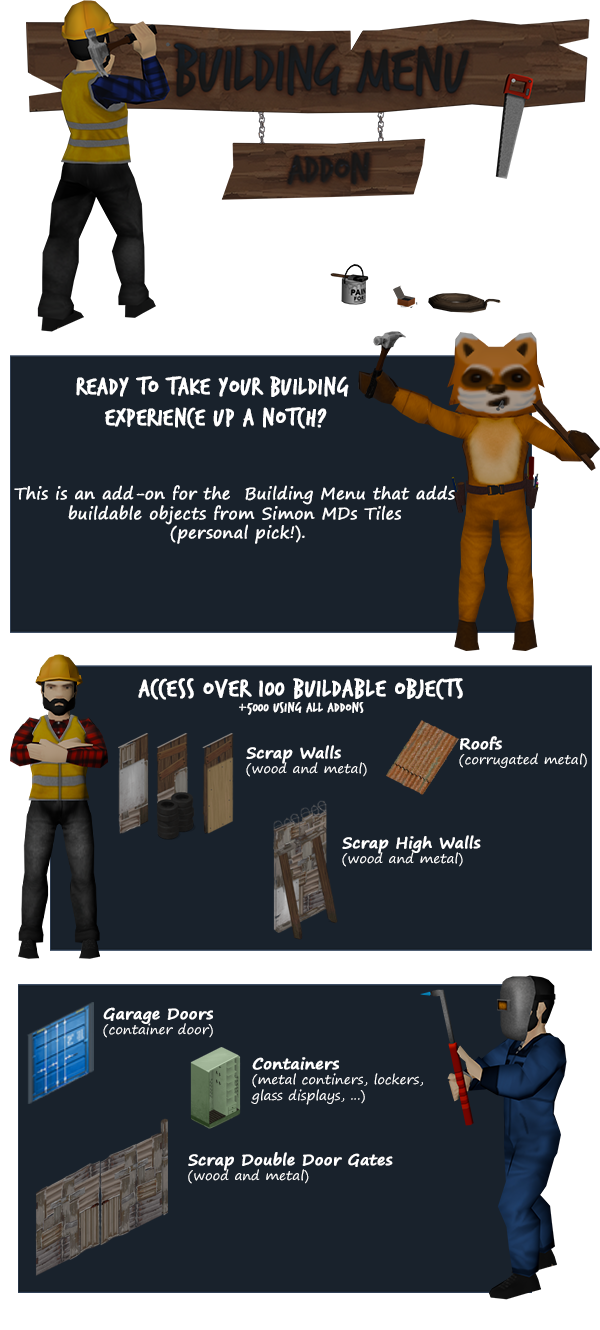 BUILDING MENU
ADDON
PAIN
FOR
READY TO TAKE YOUR BUILDING
EXPERIENCE UP A NOTCH?
This is an add-on for the Building Menu that adds
buildable objects from Simon MDs Tiles
(personal pick!).
ACCESS OVER 100 BUILDABLE OBJECTS
+5000 USING ALL ADDONS
Scrap Walls
(wood and metal)
Roofs
(corrugated metal)
Scrap High Walls
(wood and metal)
Garage Doors
(container door)
Containers
(metal continers, lockers,
glass displays, ...)
Scrap Double Door Gates
(wood and metal)